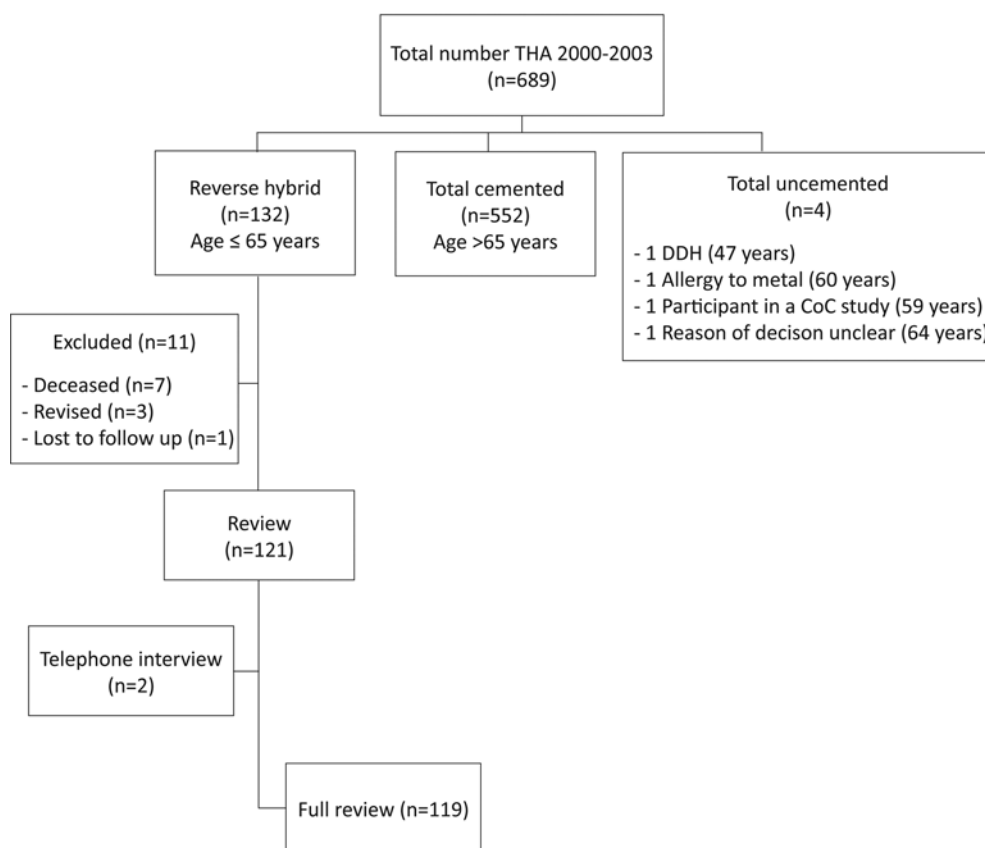 Total number THA 2000-2003
(n=689)
Reverse hybrid
(n=132)
Age ≤ 65 years
Total cemented
(n=552)
Age >65 years
Total uncemented
(n=4)
- 1 DDH (47 years)
- 1 Allergy to metal (60 years)
- 1 Participant in a CoC study (59 years)
- 1 Reason of decison unclear (64 years)
Excluded (n=11)
- Deceased (n=7)
- Revised (n=3)
- Lost to follow up (n=1)
Review
(n=121)
Telephone interview
(n=2)
Full review (n=119)